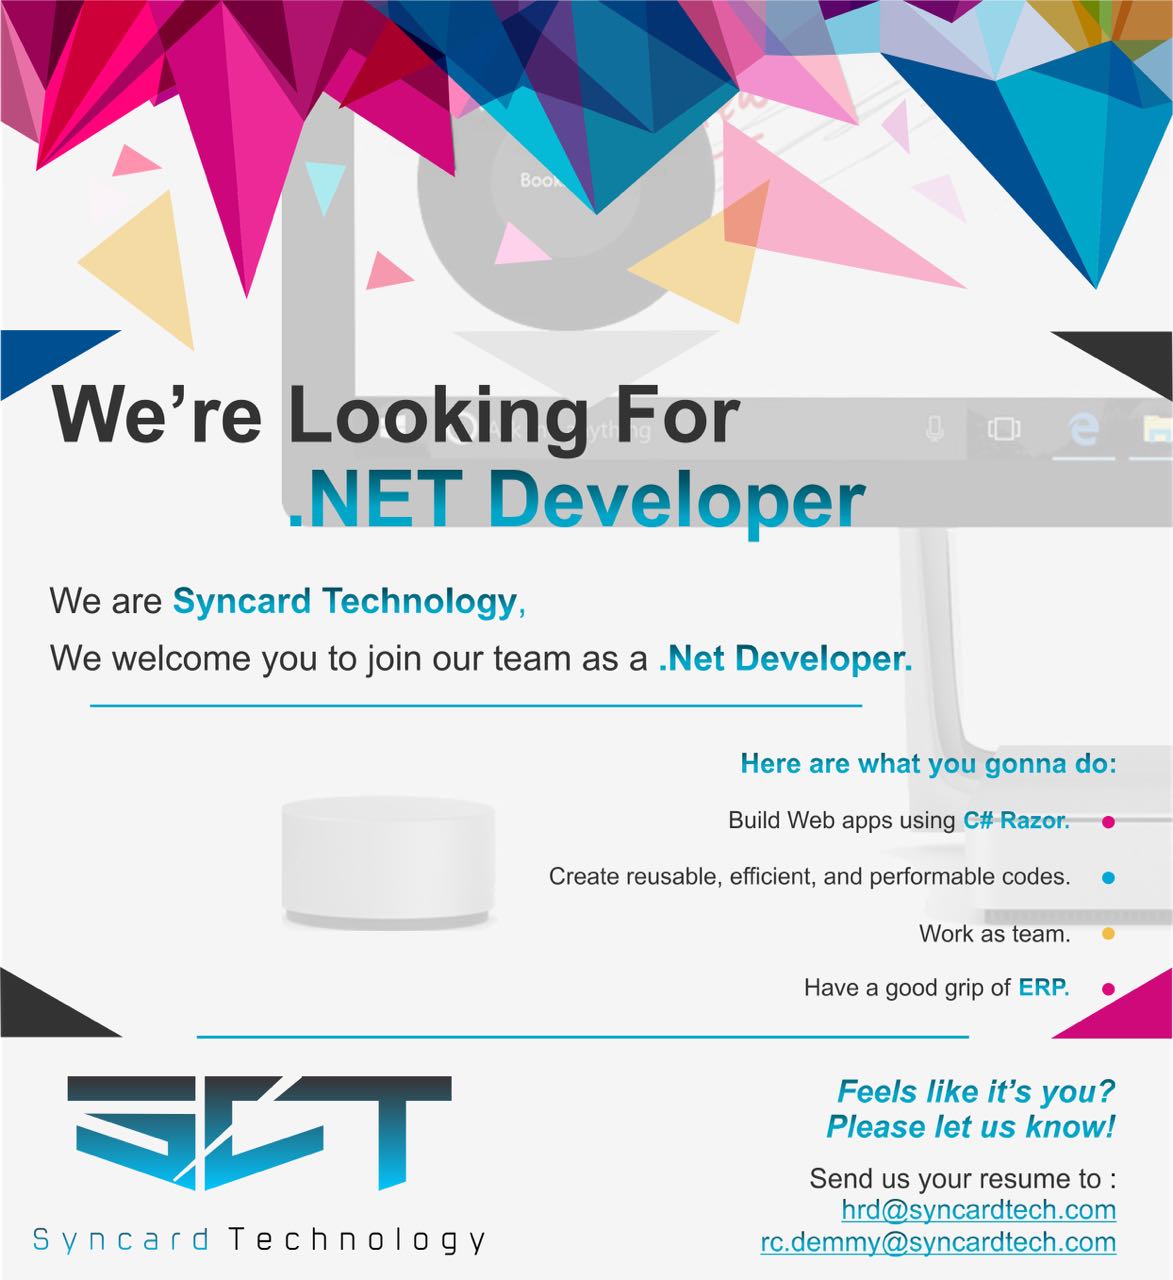 Book
We're Looking For
.NET Developer
We are Syncard Technology,
We welcome you to join our team as a .Net Developer.
Here are what you gonna do:
Build Web apps using C# Razor.
Create reusable, efficient, and performable codes.
Work as team.
Have a good grip of ERP.
SCT
Syncard Technology
Feels like it's you?
Please let us know!
Send us your resume to :
hrd@syncardtech.com
rc.demmy@syncardtech.com